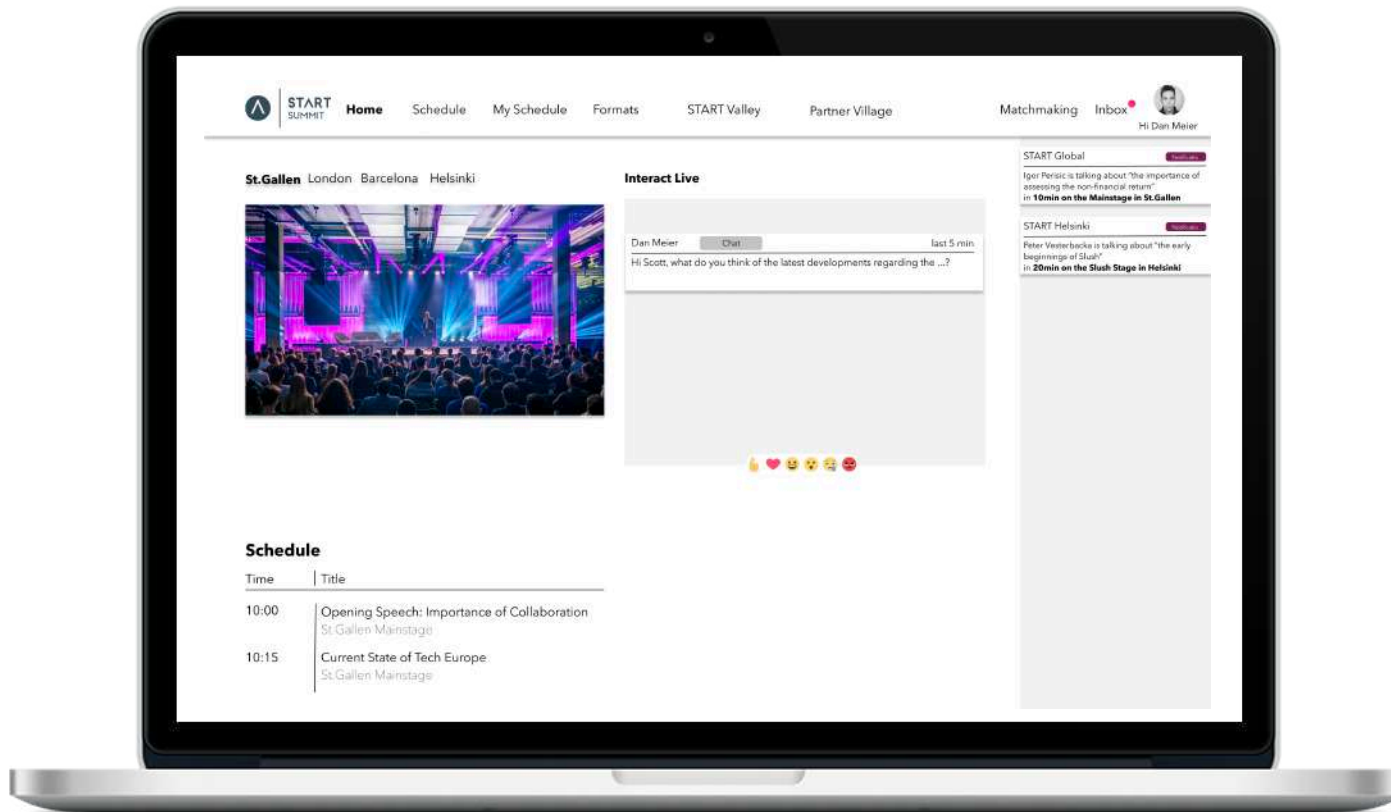 START
SUMMIT
Home
Schedule
My Schedule
Formats
START Valley
Partner Village
Matchmaking
Inbox
Hi Dan Meier
St.Gallen London Barcelona Helsinki
Interact Live
Dan Meier
Chat
last 5 min
Hi Scott, what do you think of the latest developments regarding the ...?
START Global
Igor Perisic is talking about "the importance of
assessing the non-financial return"
in 10min on the Mainstage in St.Gallen
START Helsinki
Peter Vesterbacka is talking about "the early
beginnings of Slush"
in 20min on the Slush Stage in Helsinki
Schedule
Time
Title
10:00
Opening Speech: Importance of Collaboration
St.Gallen Mainstage
10:15
Current State of Tech Europe
St.Gallen Mainstage